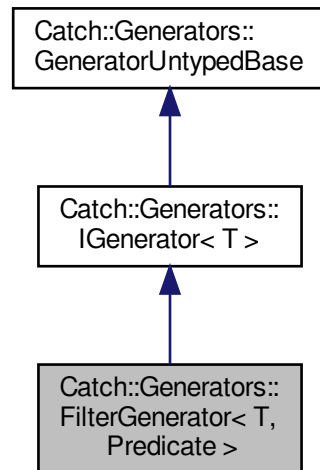 Catch::Generators::
GeneratorUntypedBase
Catch::Generators::
IGenerator< T >
Catch::Generators::
FilterGenerator< T,
Predicate >